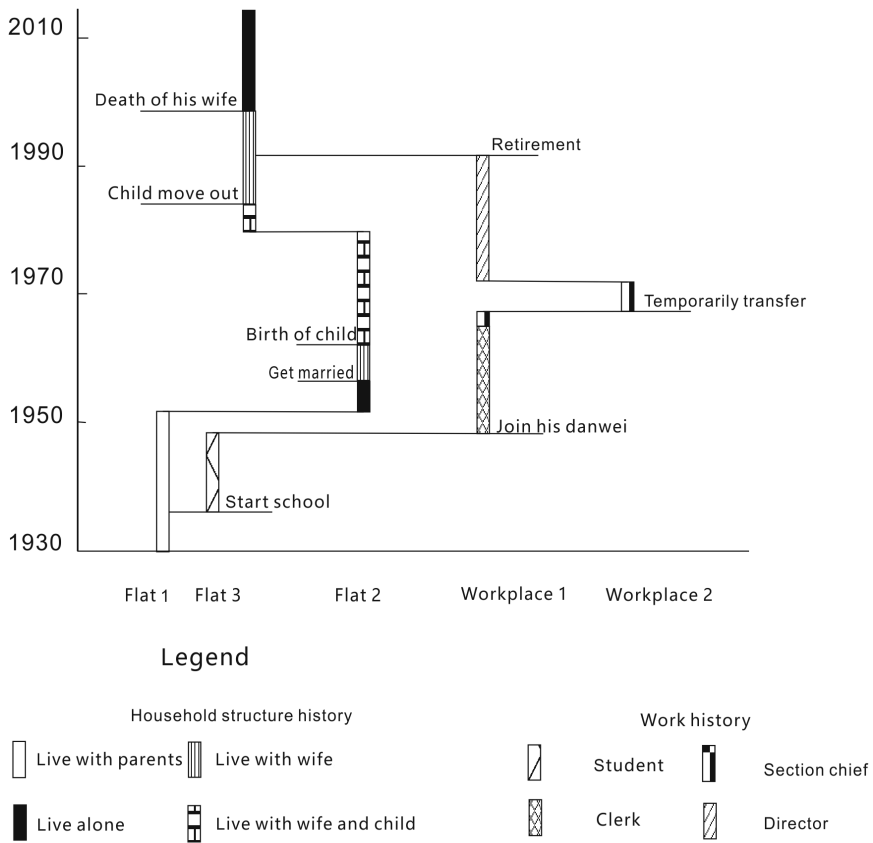 2010
Death of his wife
Retirement
1990
Child move out
1970
Temporarily transfer
Birth of child
Get married
1950
Join his danwei
Start school
1930
Flat 1 Flat 3 Flat 2 Workplace 1 Workplace 2
Legend
Household structure history
Work history
Live with parents Live with wife Student Section chief
Live alone Live with wife and child Clerk Director